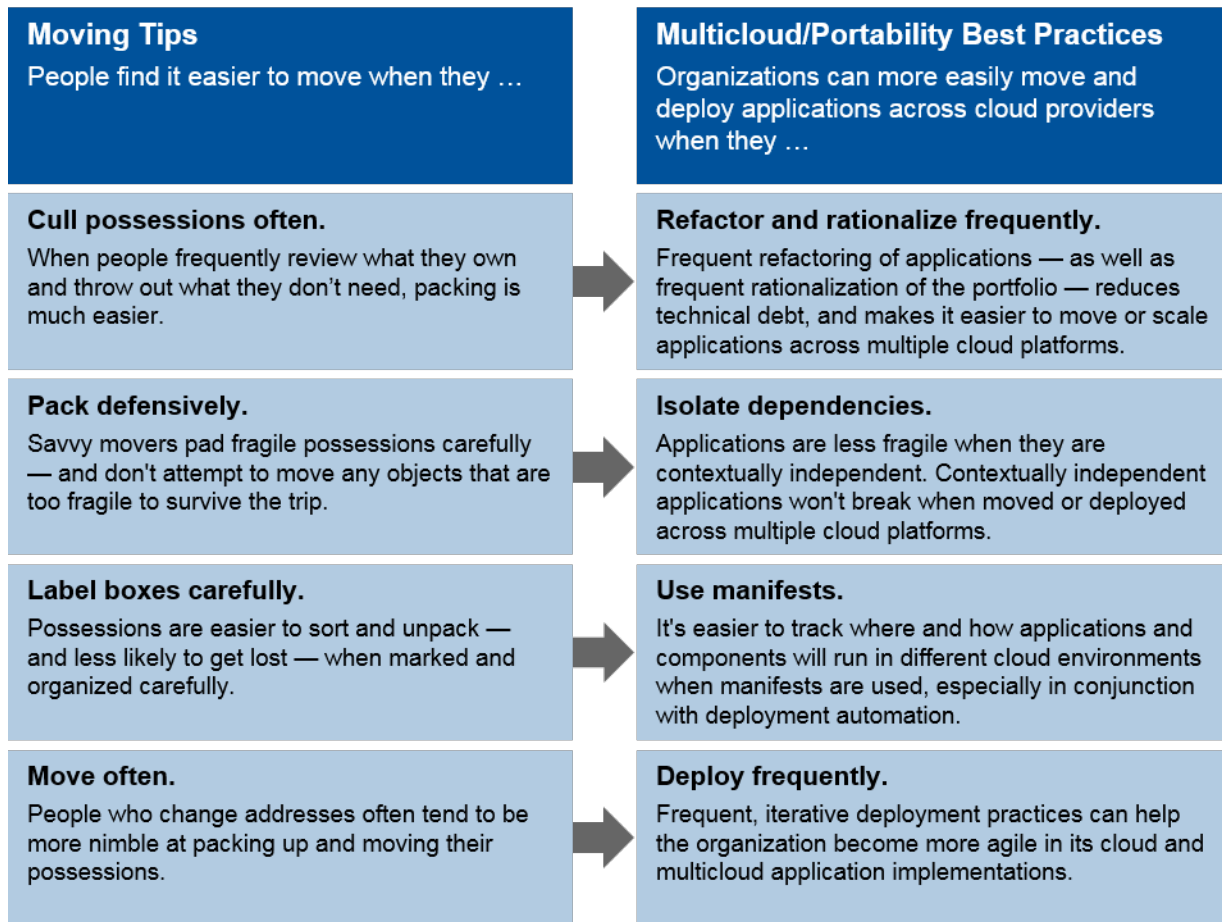 Moving Tips
People find it easier to move when they …
Multicloud/Portability Best Practices
Organizations can more easily move and
deploy applications across cloud providers
when they …
Cull possessions often.
When people frequently review what they own
and throw out what they don’t need, packing is
much easier.
Refactor and rationalize frequently.
Frequent refactoring of applications — as well as
frequent rationalization of the portfolio — reduces
technical debt, and makes it easier to move or scale
applications across multiple cloud platforms.
Pack defensively.
Savvy movers pad fragile possessions carefully
— and don't attempt to move any objects that are
too fragile to survive the trip.
Isolate dependencies.
Applications are less fragile when they are
contextually independent. Contextually independent
applications won't break when moved or deployed
across multiple cloud platforms.
Label boxes carefully.
Possessions are easier to sort and unpack —
and less likely to get lost — when marked and
organized carefully.
Use manifests.
It's easier to track where and how applications and
components will run in different cloud environments
when manifests are used, especially in conjunction
with deployment automation.
Move often.
People who change addresses often tend to be
more nimble at packing up and moving their
possessions.
Deploy frequently.
Frequent, iterative deployment practices can help
the organization become more agile in its cloud and
multicloud application implementations.